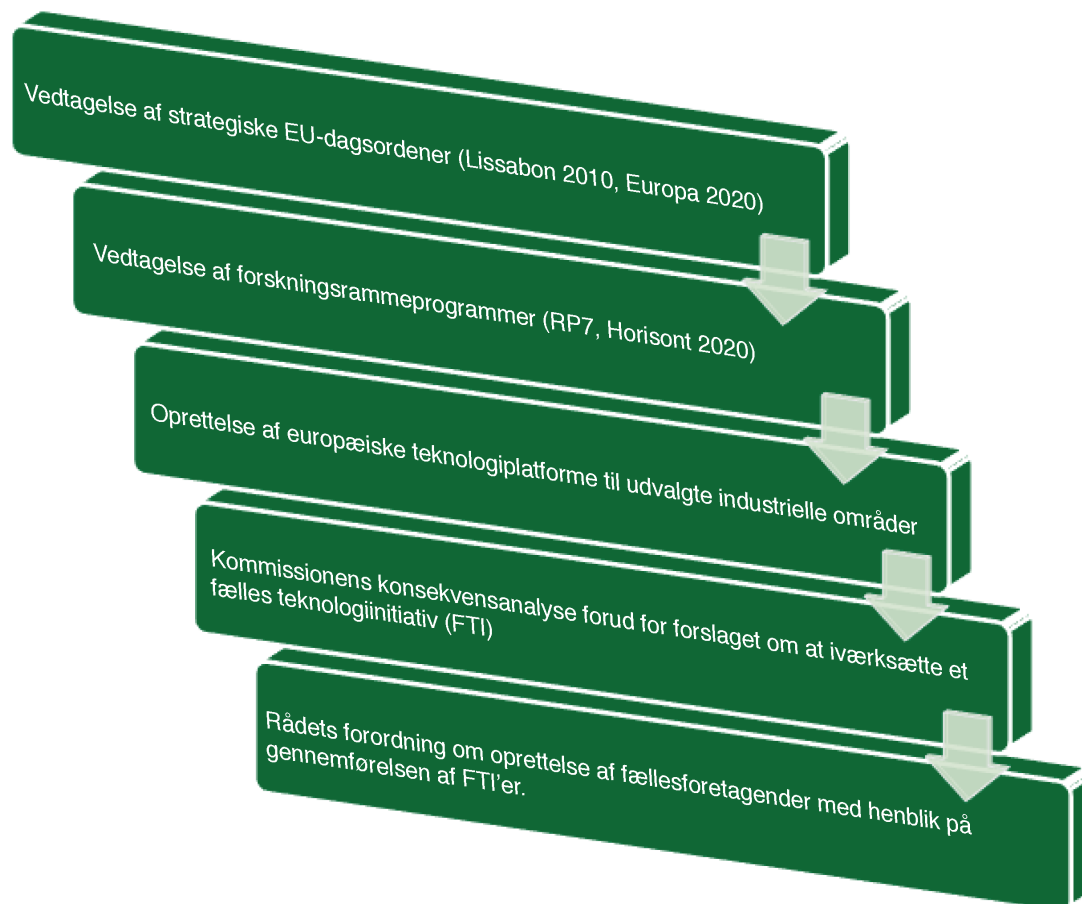 Vedtagelse af strategiske EU-dagsordener (Lissabon 2010, Europa 2020)
Vedtagelse af forskningsrammeprogrammer (RP7, Horisont 2020)
Oprettelse af europæiske teknologiplatforme til udvalgte industrielle områder
Kommissionens konsekvensanalyse forud for forslaget om at iværksætte et
fælles teknologiinitiativ (FTI)
Rådets forordning om oprettelse af fællesforetagender med henblik på
gennemførelsen af FTI'er.